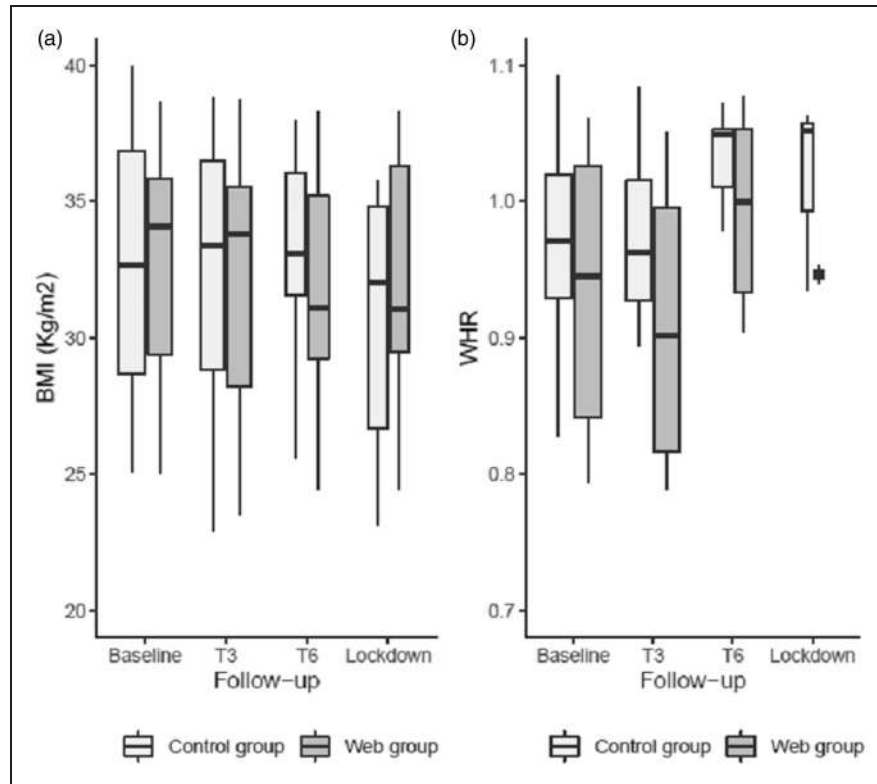 (a)
BMI (Kg/m2)
40
35
30
25
20
Baseline T3 T6 Lockdown
Follow-up
Control group Web group
(b)
WHR
1.1
1.0
0.9
0.8
0.7
Baseline T3 T6 Lockdown
Follow-up
Control group Web group